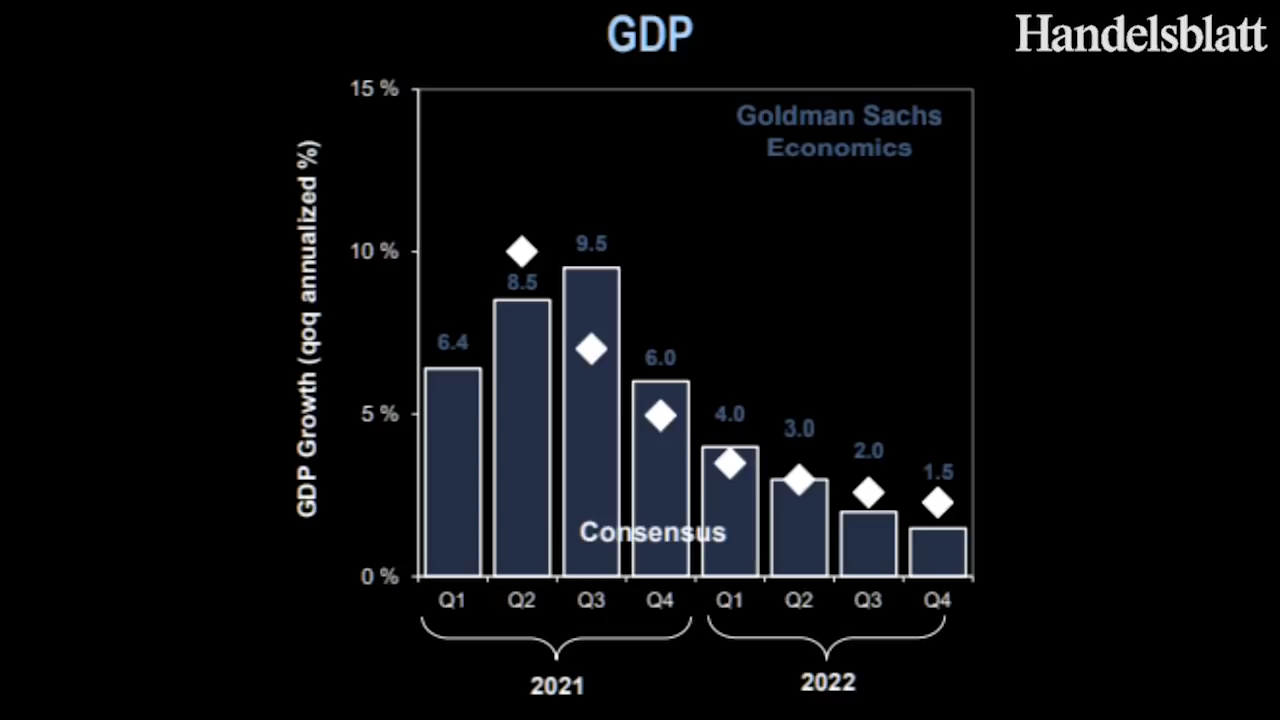 GDP
Handelsblatt
15 %
Goldman Sachs
Economics
GDP Growth (qoq annualized %)
10 %
9.5
8.5
6.4
6.0
5 %
4.0
3.0
2.0
1.5
Consensus
0 %
Q1 Q2 Q3 Q4 Q1 Q2 Q3 Q4
2021 2022